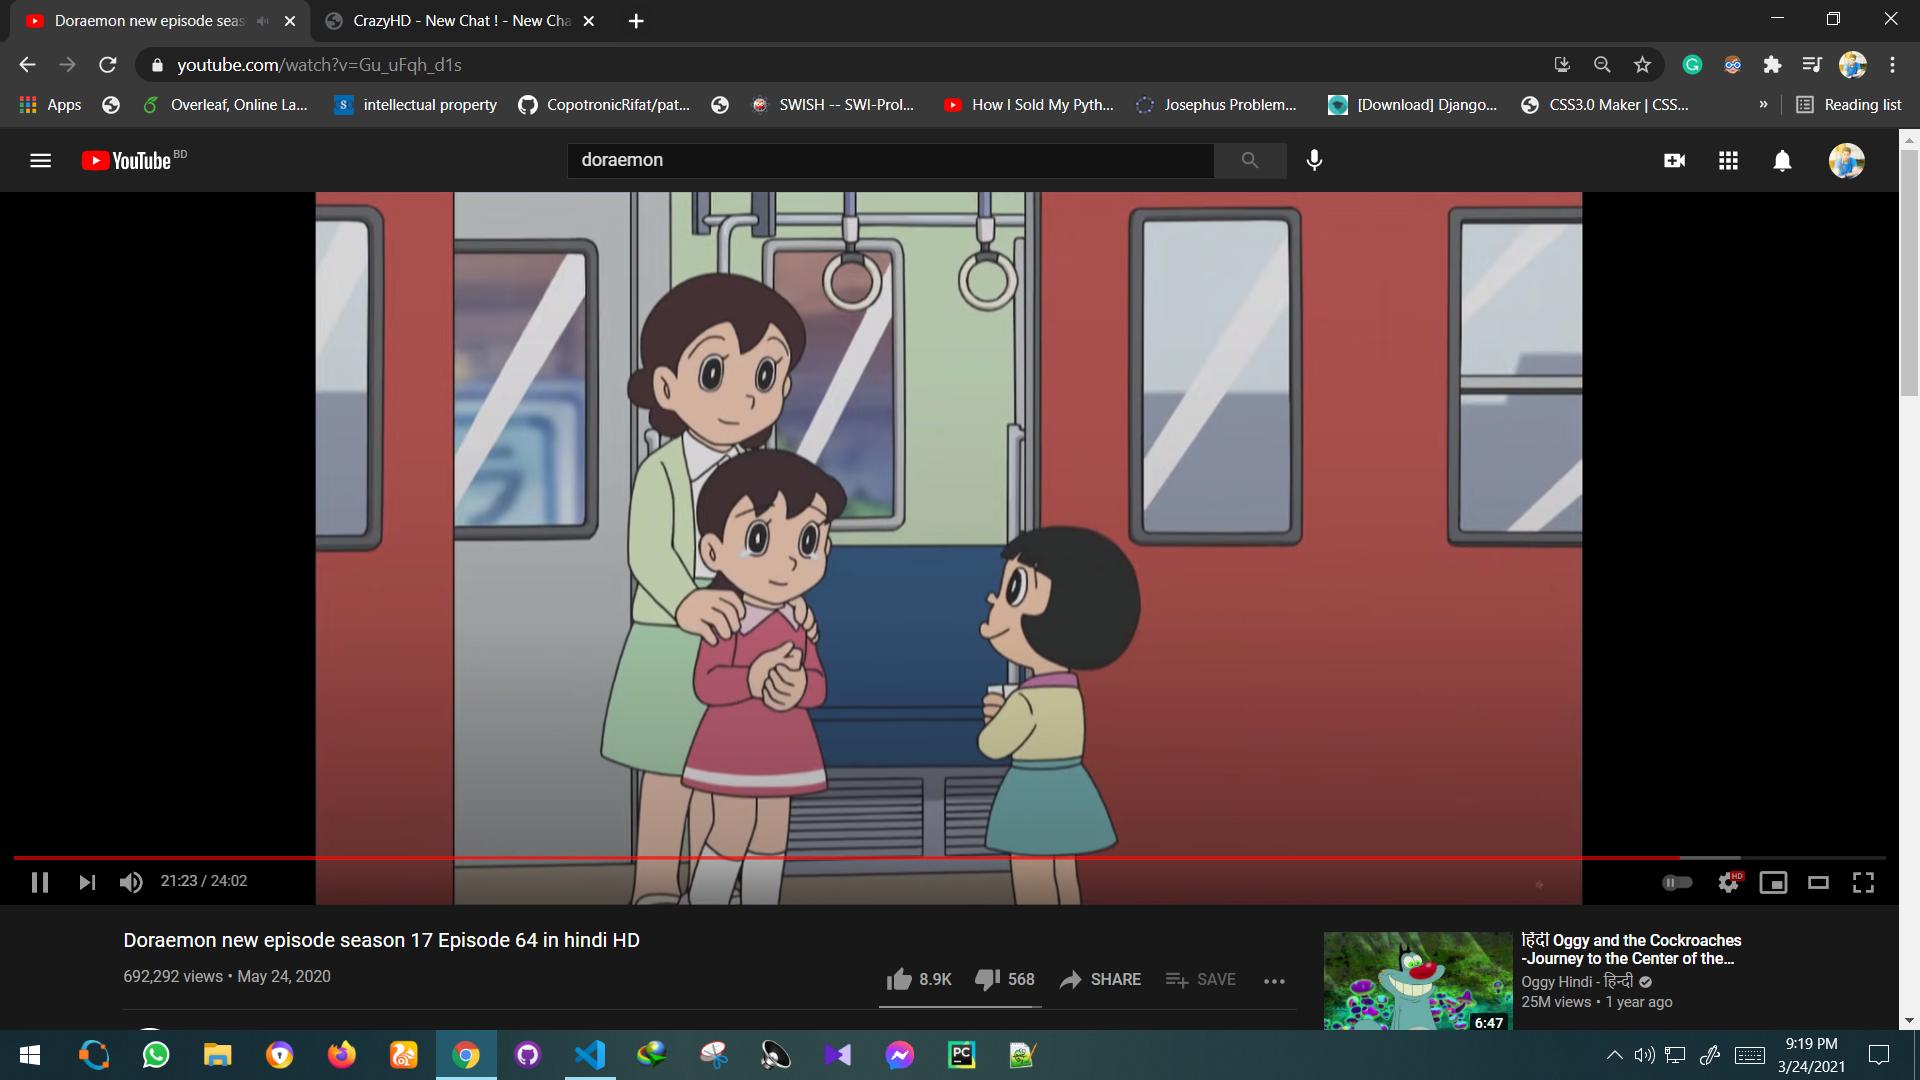 Doraemon new episode seas
CrazyHD - New Chat ! - New Cha
youtube.com/watch?v=Gu_uFqh_d1s
Apps
Overleaf, Online La...
S
intellectual property
CopotronicRifat/pat...
SWISH -- SWI-Prol...
How I Sold My Pyth...
Josephus Problem...
[Download] Django...
CSS3.0 Maker | CSS...
»
Reading list
YouTube BD
doraemon
ラ
21:23 / 24:02
HD
Doraemon new episode season 17 Episode 64 in hindi HD
692,292 views • May 24, 2020
8.9K
568
SHARE
SAVE
हिंदी Oggy and the Cockroaches
-Journey to the Center of the...
Oggy Hindi - हिन्दी
25M views • 1 year ago
6:47
PC
9:19 PM
3/24/2021